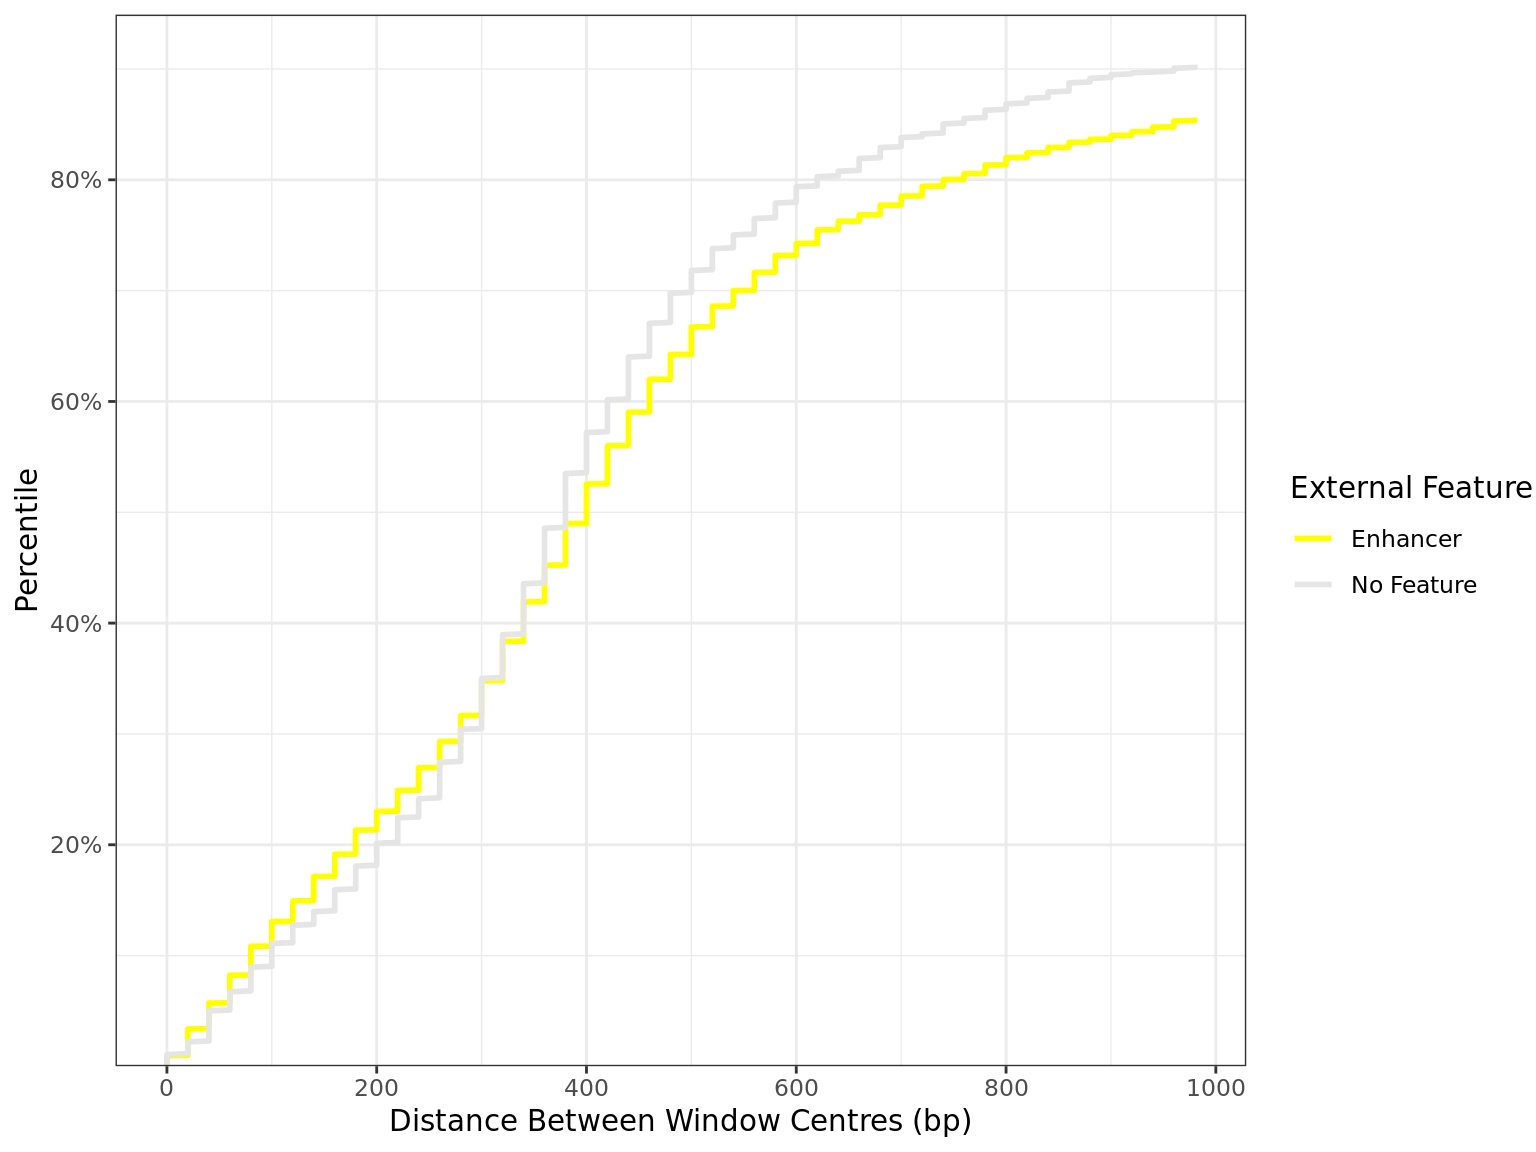 80%
60%
40%
20%
Percentile
0 200 400 600 800 1000
Distance Between Window Centres (bp)
External Feature
Enhancer
No Feature